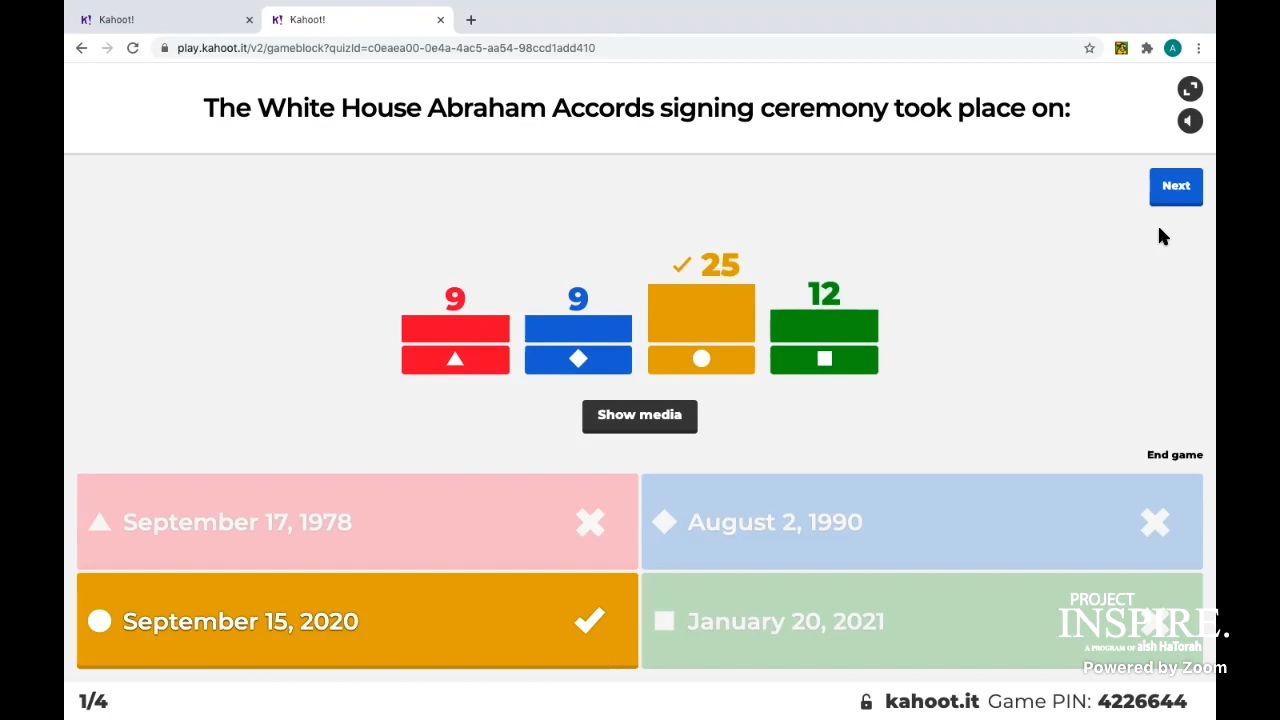 Kahoot!
Kahoot!
play.kahoot.it/v2/gameblock?quizId=c0eaea00-0e4a-4ac5-aa54-98ccd1add410
A
The White House Abraham Accords signing ceremony took place on:
Next
9
9
25
12
Show media
End game
September 17, 1978
August 2, 1990
September 15, 2020
January 20, 2021
PROJECT
INSPIRE.
A PROGRAM OF aish HaTorah
Powered by Zoom
1/4
kahoot.it Game PIN: 4226644